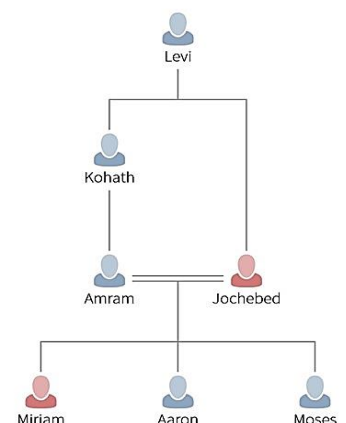 Levi
Kohath
Amram
Jochebed
Miriam
Aaron
Moses